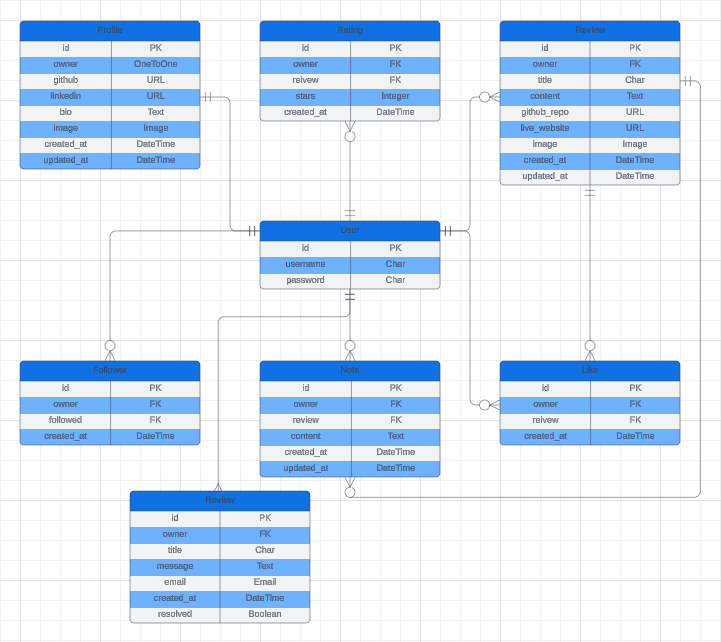 Profile
id PK
owner OneToOne
github URL
linkedin URL
bio Text
image Image
created_at DateTime
updated_at DateTime
Rating
id PK
owner FK
reivew FK
stars Integer
created_at DateTime
Review
id PK
owner FK
title Char
content Text
github_repo URL
live_website URL
image Image
created_at DateTime
updated_at DateTime
User
id PK
username Char
password Char
Follower
id PK
owner FK
followed FK
created_at DateTime
Note
id PK
owner FK
review FK
content Text
created_at DateTime
updated_at DateTime
Like
id PK
owner FK
reivew FK
created_at DateTime
Review
id PK
owner FK
title Char
message Text
email Email
created_at DateTime
resolved Boolean